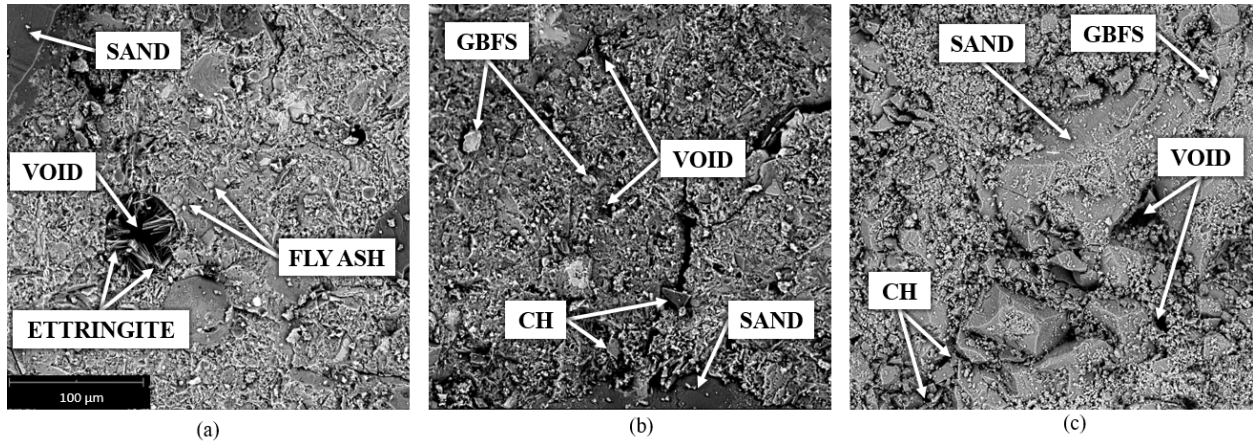 SAND
VOID
FLY ASH
ETTRINGITE
100 µm
(a)
GBFS
VOID
CH
SAND
(b)
SAND
GBFS
VOID
CH
(c)